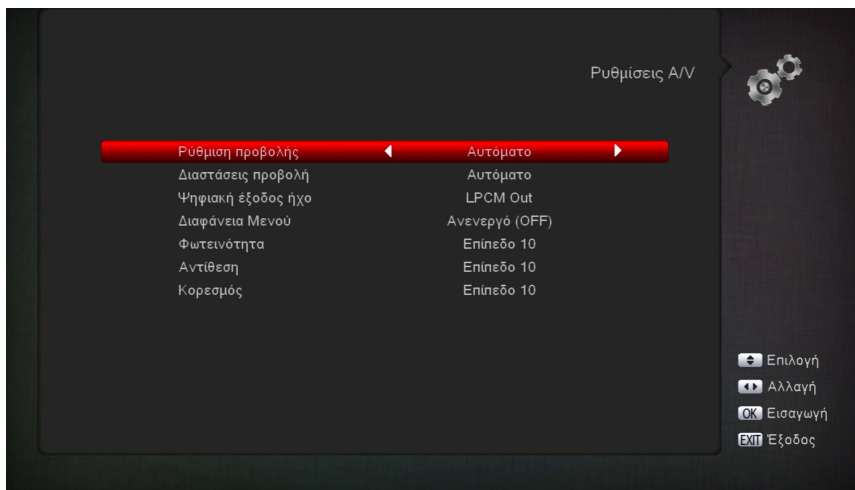 Ρυθμίσεις A/V
Ρύθμιση προβολής Αυτόματο
Διαστάσεις προβολή Αυτόματο
Ψηφιακή έξοδος ήχο LPCM Out
Διαφάνεια Μενού Ανενεργό (OFF)
Φωτεινότητα Επίπεδο 10
Αντίθεση Επίπεδο 10
Κορεσμός Επίπεδο 10
Επιλογή
Αλλαγή
OK Εισαγωγή
EXIT Έξοδος